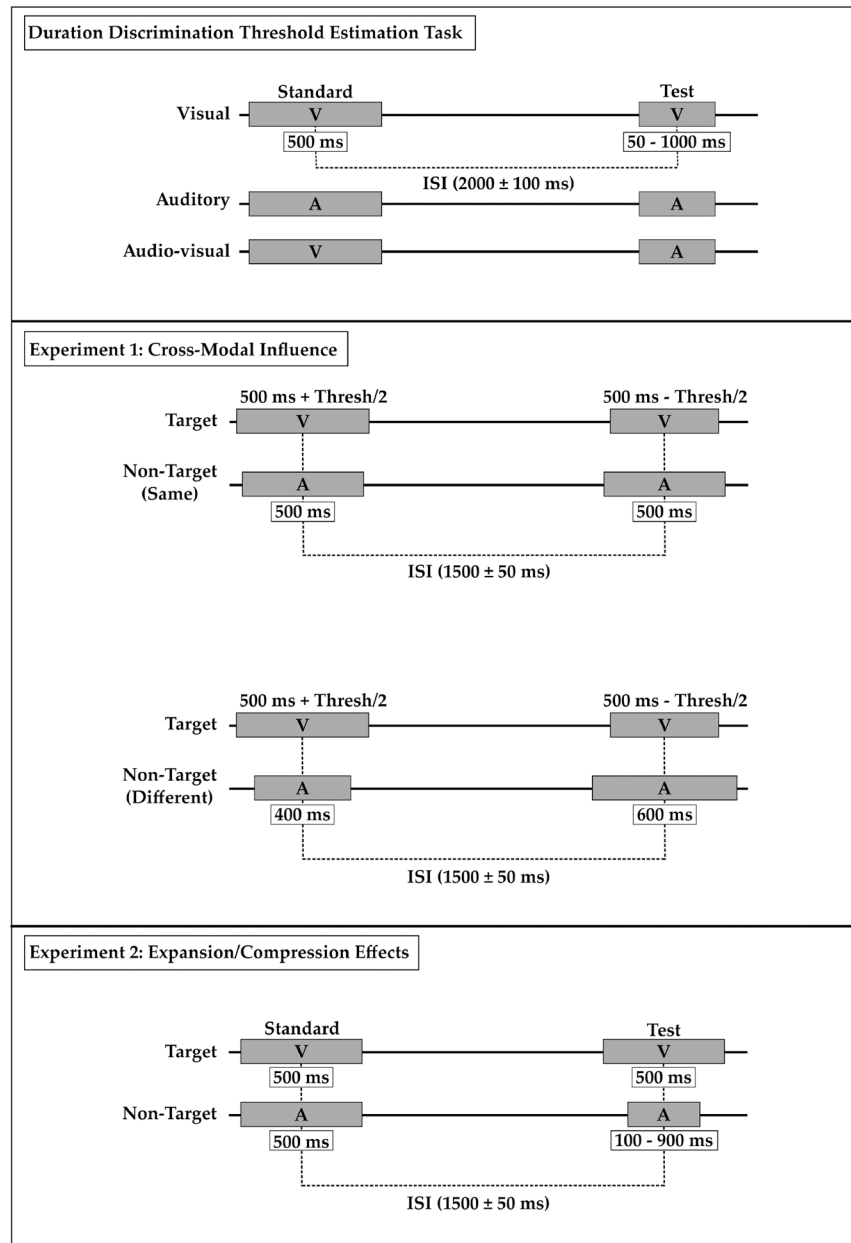 Duration Discrimination Threshold Estimation Task
Standard Test
Visual V V
500 ms 50 - 1000 ms
ISI (2000 ± 100 ms)
Auditory A A
Audio-visual V A
Experiment 1: Cross-Modal Influence
500 ms + Thresh/2 500 ms - Thresh/2
Target V V
Non-Target
(Same) A A
500 ms 500 ms
ISI (1500 ± 50 ms)
500 ms + Thresh/2 500 ms - Thresh/2
Target V V
Non-Target
(Different) A A
400 ms 600 ms
ISI (1500 ± 50 ms)
Experiment 2: Expansion/Compression Effects
Standard Test
Target V V
500 ms 500 ms
Non-Target A A
500 ms 100 - 900 ms
ISI (1500 ± 50 ms)